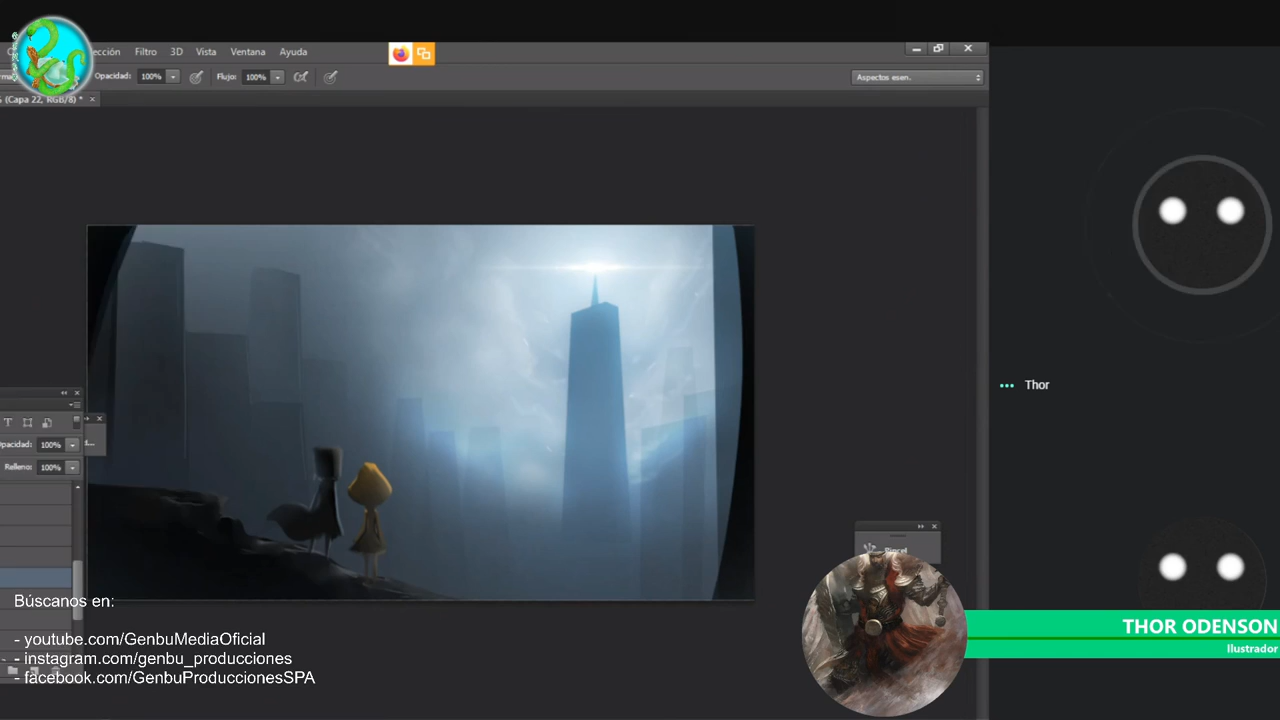 ección Filtro 3D Vista Ventana Ayuda
Opacidad: 100% Flujo: 100% Aspectos esen.
(Capa 22, RGB/8) *
pacidad: 100%
Relleno: 100%
Thor
Búscanos en:
- youtube.com/GenbuMediaOficial
- instagram.com/genbu_producciones
- facebook.com/GenbuProduccionesSPA
THOR ODENSON
Ilustrador